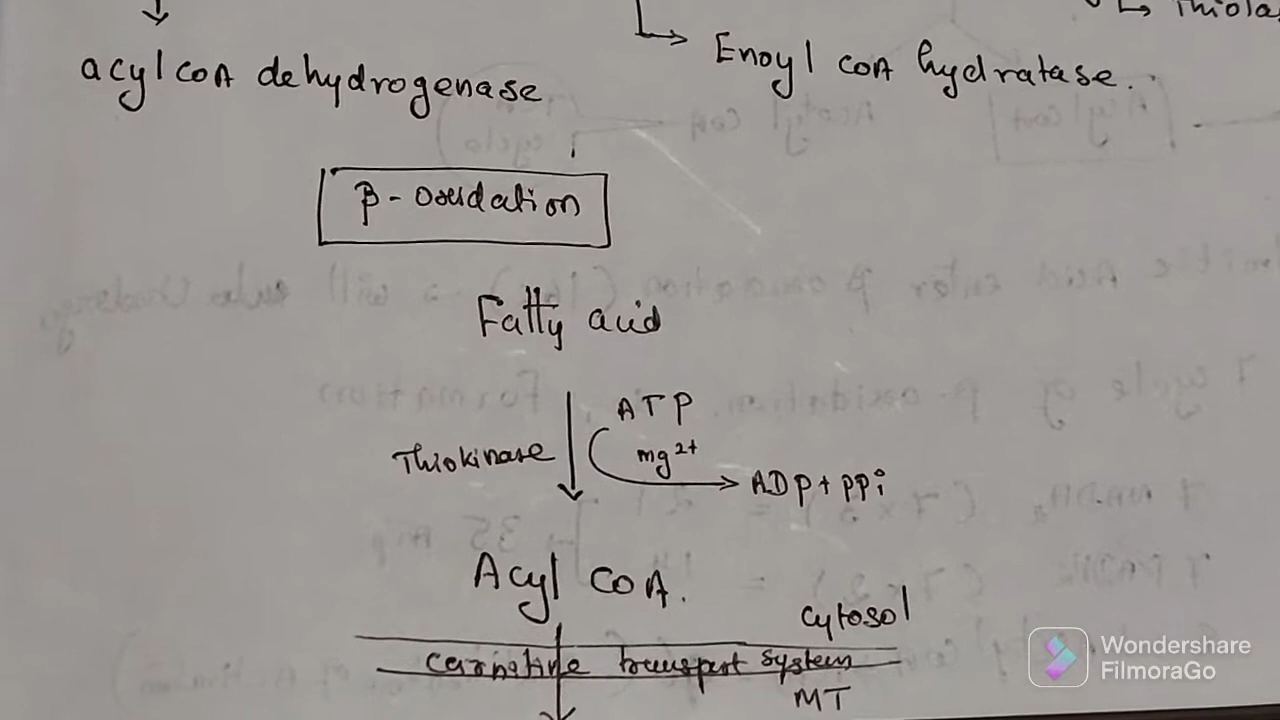 Thiola
acyl coA dehydrogenase
Enoyl coA hydratase.
β - oxidation
Fatty acid
ATP
Thiokinase
mg2+
ADP + ppi
Acyl coA.
cytosol
carnitine transport system
MT
Wondershare
FilmoraGo